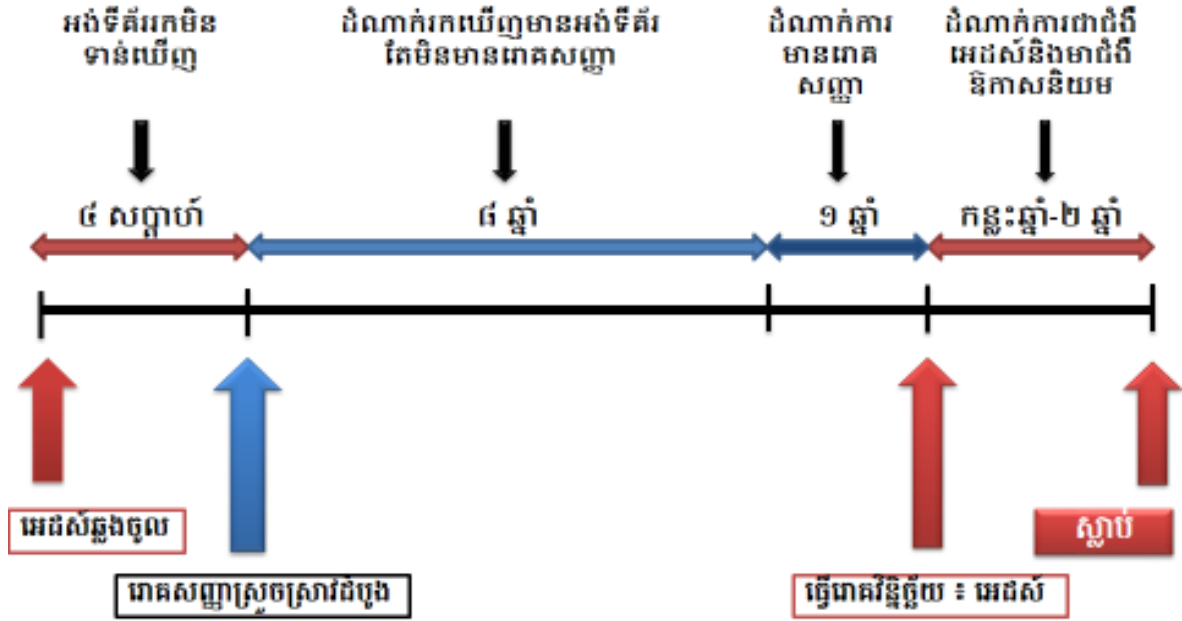 អង់ទីគ័ររកមិន
ទាន់ឃើញ
ដំណាក់រកឃើញមានអង់ទីគ័រ
តែមិនមានរោគសញ្ញា
ដំណាក់ការ
មានរោគ
សញ្ញា
ដំណាក់ការជាជំងឺ
អេដស៍និងមាជំងឺ
ឱកាសនិយម
៤ សប្តាហ៍
៨ ឆ្នាំ
១ ឆ្នាំ
កន្លះឆ្នាំ-២ ឆ្នាំ
អេដស៍ឆ្លងចូល
ស្លាប់
រោគសញ្ញាស្រួចស្រាវដំបូង
ធ្វើរោគវិនិច្ឆ័យ ៖ អេដស៍